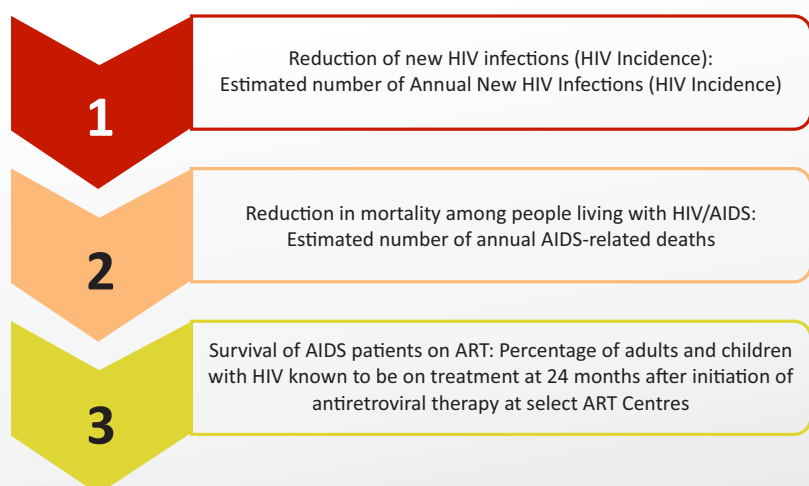 1
Reduction of new HIV infections (HIV Incidence):
Estimated number of Annual New HIV Infections (HIV Incidence)
2
Reduction in mortality among people living with HIV/AIDS:
Estimated number of annual AIDS-related deaths
3
Survival of AIDS patients on ART: Percentage of adults and children
with HIV known to be on treatment at 24 months after initiation of
antiretroviral therapy at select ART Centres